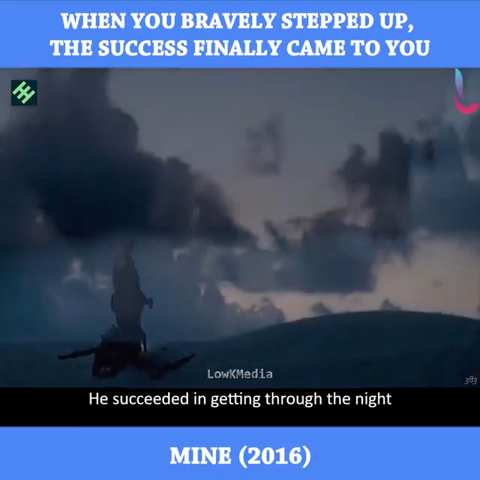 WHEN YOU BRAVELY STEPPED UP,
THE SUCCESS FINALLY CAME TO YOU
LowKMedia
383
He succeeded in getting through the night
MINE (2016)